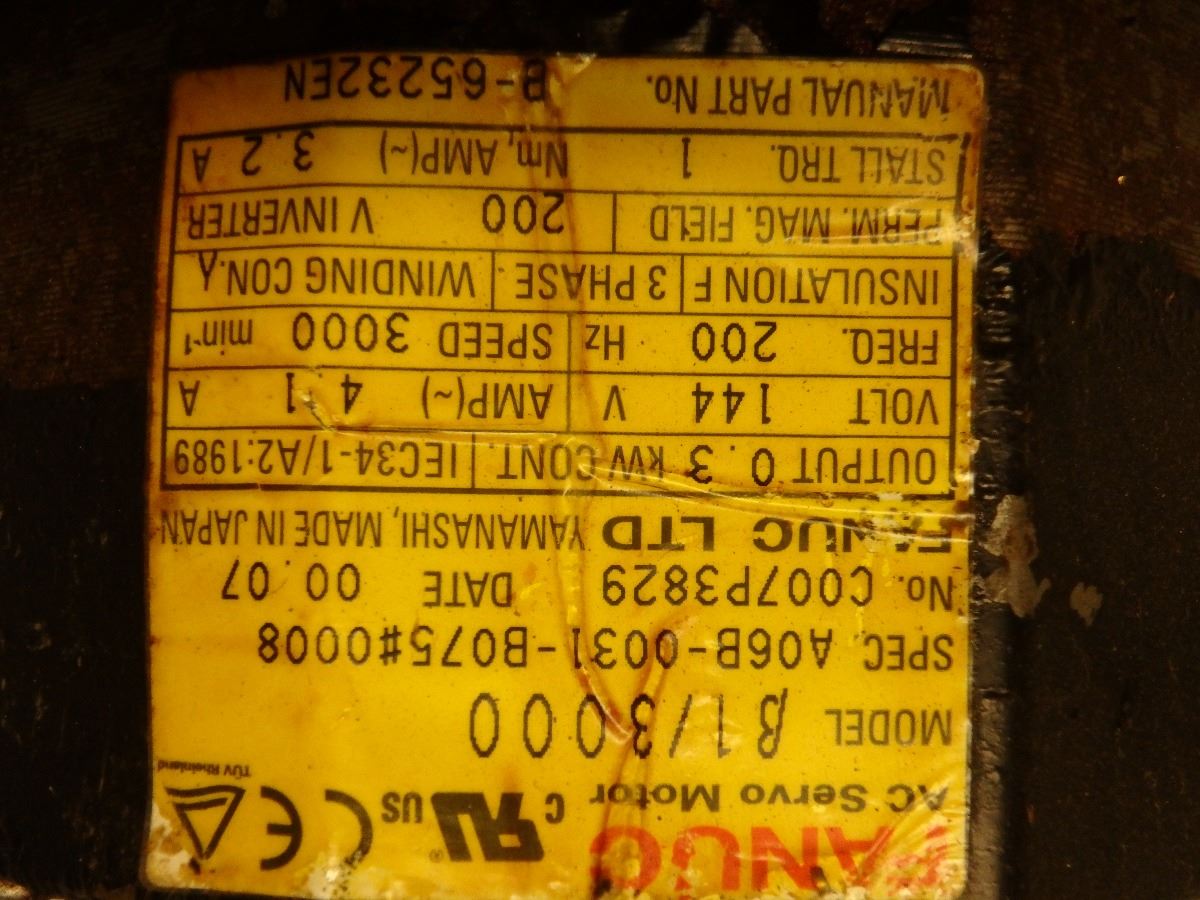 FANUC
AC Servo Motor
c UL US CE
TÜV Rheinland
MODEL β1/3000
SPEC. A06B-0031-B075#0008
No. C007P3829 DATE 00.07
FANUC LTD YAMANASHI, MADE IN JAPAN
OUTPUT 0.3 kW CONT. IEC34-1/A2:1989
VOLT 144 V AMP(~) 4.1 A
FREQ. 200 Hz SPEED 3000 min⁻¹
INSULATION F 3 PHASE WINDING CON. Y
PERM. MAG. FIELD 200 V INVERTER
STALL TRQ. 1 Nm, AMP(~) 3.2 A
MANUAL PART No. B-65232EN